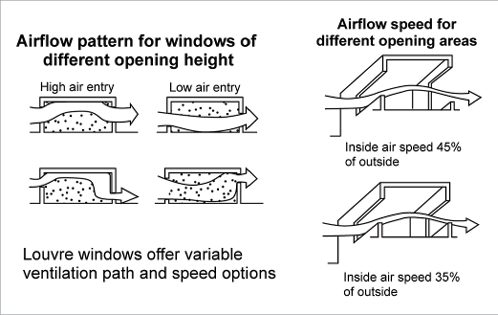 Airflow pattern for windows of
different opening height
High air entry
Low air entry
Louvre windows offer variable
ventilation path and speed options
Airflow speed for
different opening areas
Inside air speed 45%
of outside
Inside air speed 35%
of outside